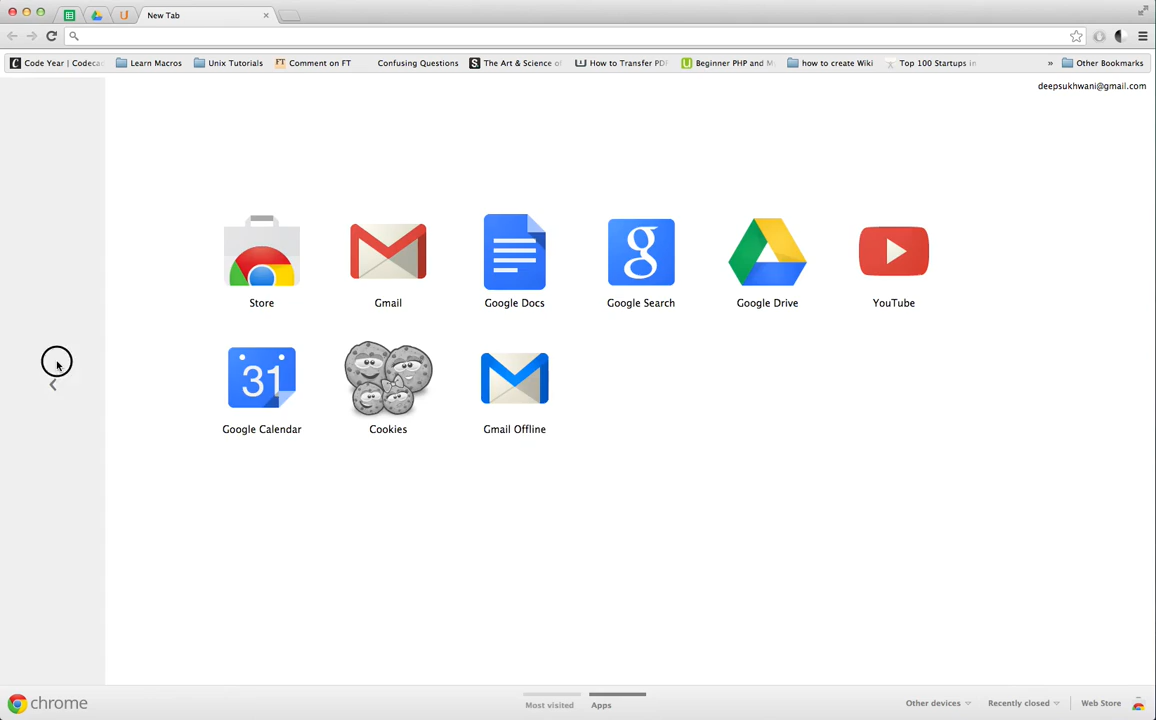 New Tab
Code Year | Codeca
Learn Macros
Unix Tutorials
FT Comment on FT
Confusing Questions
The Art & Science o
How to Transfer PDF
Beginner PHP and My
how to create Wiki
Top 100 Startups in
»
Other Bookmarks
deepsukhwani@gmail.com
Store
Gmail
Google Docs
Google Search
Google Drive
YouTube
31
Google Calendar
Cookies
Gmail Offline
chrome
Most visited
Apps
Other devices
Recently closed
Web Store